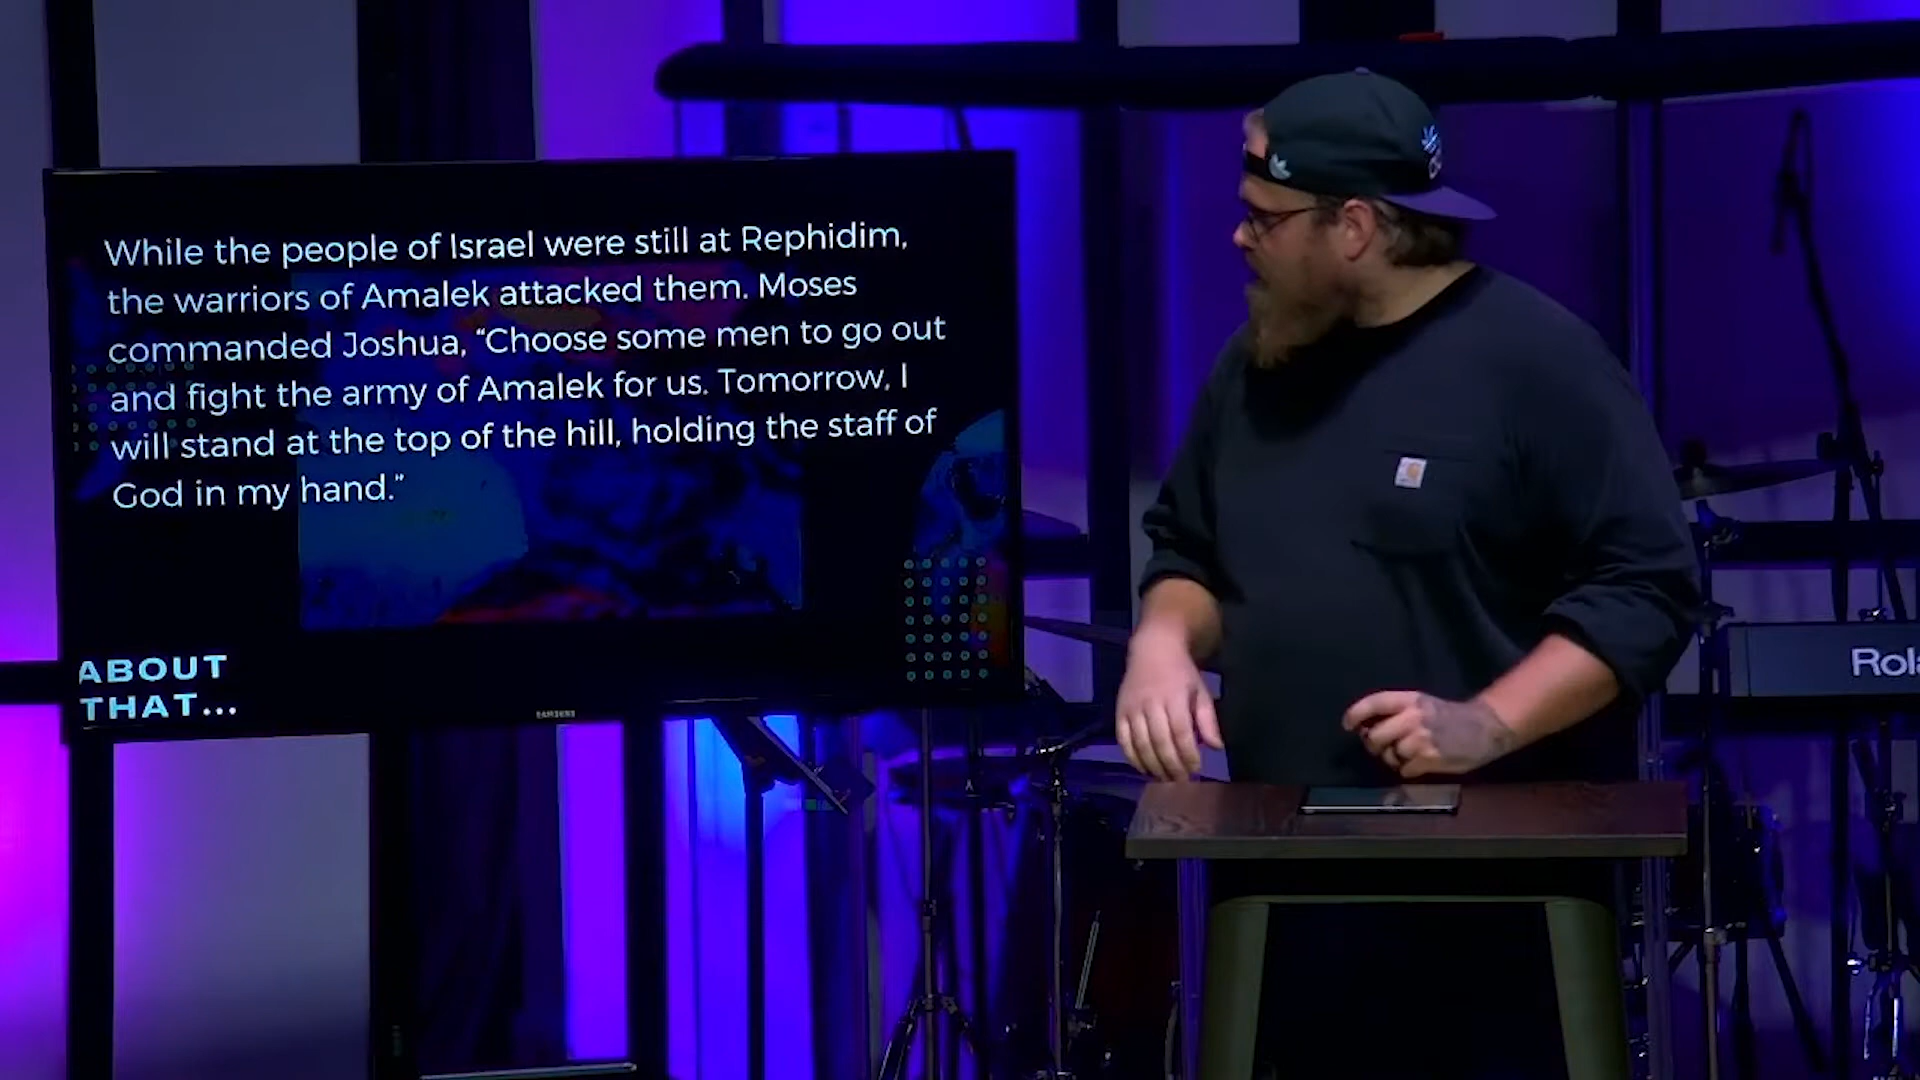 While the people of Israel were still at Rephidim,
the warriors of Amalek attacked them. Moses
commanded Joshua, “Choose some men to go out
and fight the army of Amalek for us. Tomorrow, I
will stand at the top of the hill, holding the staff of
God in my hand.”
ABOUT
THAT...
SAMSUNG